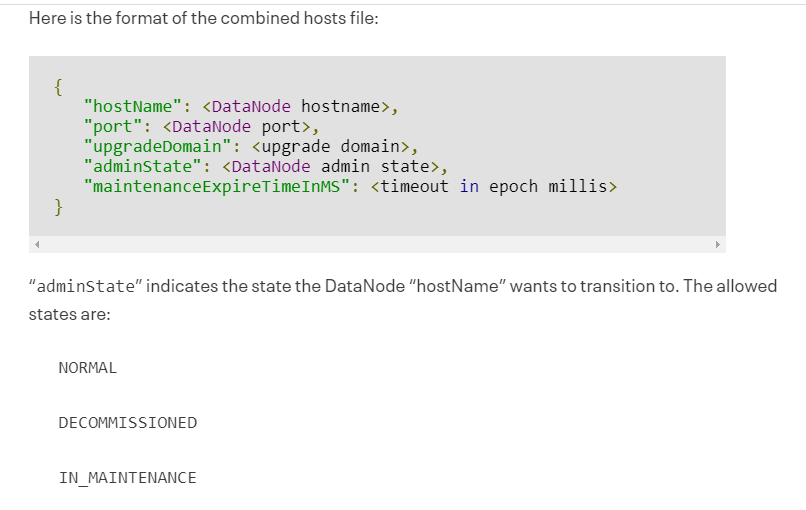 Here is the format of the combined hosts file:
{
"hostName": <DataNode hostname>,
"port": <DataNode port>,
"upgradeDomain": <upgrade domain>,
"adminState": <DataNode admin state>,
"maintenanceExpireTimeInMS": <timeout in epoch millis>
}
“adminState” indicates the state the DataNode “hostName” wants to transition to. The allowed
states are:
NORMAL
DECOMMISSIONED
IN_MAINTENANCE